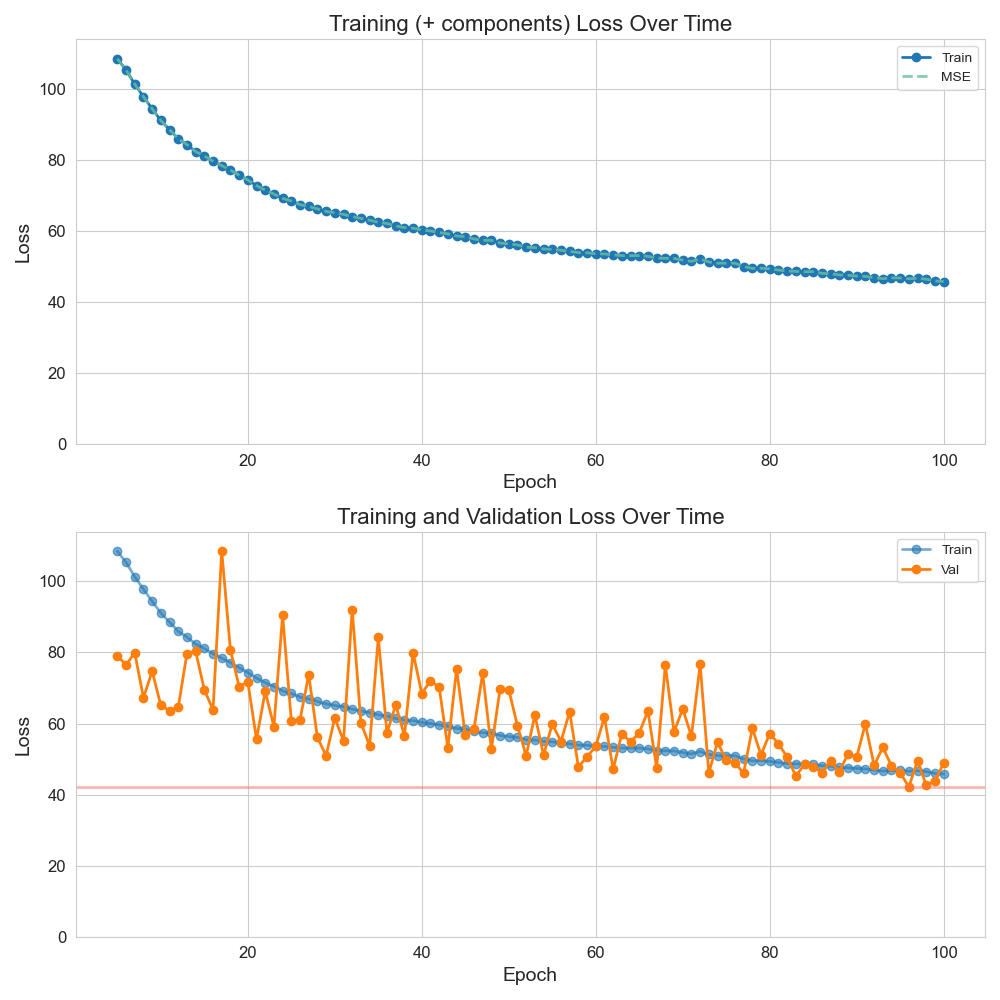 Training (+ components) Loss Over Time
Train
MSE
Loss
100
80
60
40
20
0
20 40 60 80 100
Epoch
Training and Validation Loss Over Time
Train
Val
Loss
100
80
60
40
20
0
20 40 60 80 100
Epoch